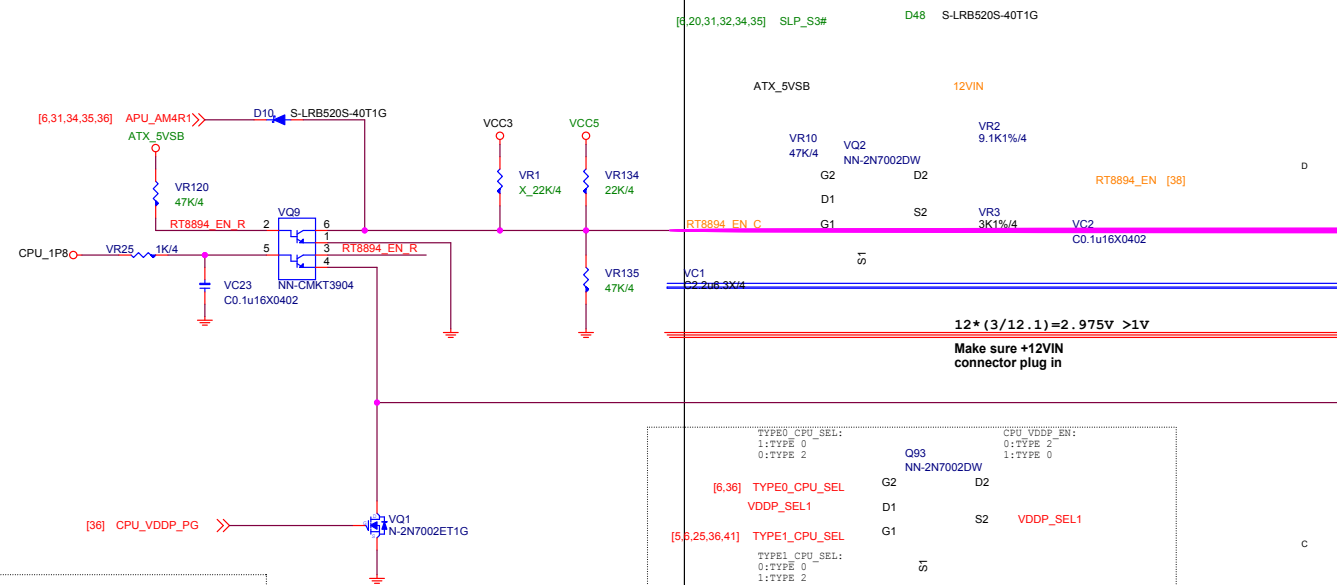 [6,20,31,32,34,35] SLP_S3# D48 S-LRB520S-40T1G
ATX_5VSB 12VIN
[6,31,34,35,36] APU_AM4R1 D10 S-LRB520S-40T1G
ATX_5VSB
VCC3 VCC5
VR2
9.1K1%/4
VR10
47K/4
VQ2
NN-2N7002DW
G2 D2
D1
S2
G1
S1
RT8894_EN [38]
D
VR120
47K/4
VR1
X_22K/4
VR134
22K/4
RT8894_EN_R 2 VQ9 6
1
RT8894_EN_C
VR3
3K1%/4
VC2
C0.1u16X0402
CPU_1P8 VR25 1K/4 5 3 RT8894_EN_R
4
NN-CMKT3904
VC23
C0.1u16X0402
VR135
47K/4
VC1
C2.2u6.3X/4
12*(3/12.1)=2.975V >1V
Make sure +12VIN
connector plug in
TYPE0_CPU_SEL:
1:TYPE 0
0:TYPE 2
CPU_VDDP_EN:
0:TYPE 2
1:TYPE 0
Q93
NN-2N7002DW
[6,36] TYPE0_CPU_SEL G2 D2
VDDP_SEL1 D1
S2 VDDP_SEL1
[5,6,25,36,41] TYPE1_CPU_SEL G1
S1
TYPE1_CPU_SEL:
0:TYPE 0
1:TYPE 2
[36] CPU_VDDP_PG
VQ1
N-2N7002ET1G
C